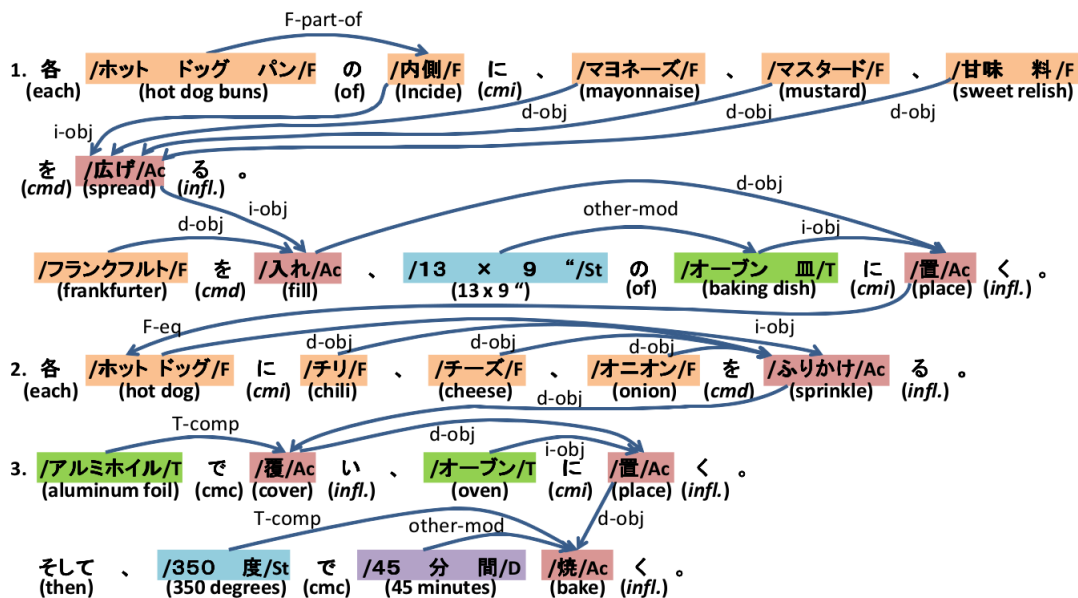 F-part-of
1. 各 /ホット ドッグ パン/F の /内側/F に 、 /マヨネーズ/F 、 /マスタード/F 、 /甘味 料/F
(each) (hot dog buns) (of) (Incide) (cmi) (mayonnaise) (mustard) (sweet relish)
i-obj d-obj d-obj d-obj
を /広げ/Ac る 。
(cmd) (spread) (infl.)
d-obj i-obj other-mod i-obj d-obj
/フランクフルト/F を /入れ/Ac 、 /13 × 9 “/St の /オーブン 皿/T に /置/Ac く 。
(frankfurter) (cmd) (fill) (13 x 9 “) (of) (baking dish) (cmi) (place) (infl.)
F-eq d-obj d-obj d-obj i-obj
2. 各 /ホット ドッグ/F に /チリ/F 、 /チーズ/F 、 /オニオン/F を /ふりかけ/Ac る 。
(each) (hot dog) (cmi) (chili) (cheese) (onion) (cmd) (sprinkle) (infl.)
T-comp d-obj i-obj d-obj
3. /アルミホイル/T で /覆/Ac い 、 /オーブン/T に /置/Ac く 。
(aluminum foil) (cmc) (cover) (infl.) (oven) (cmi) (place) (infl.)
T-comp other-mod d-obj
そして 、 /350 度/St で /45 分 間/D /焼/Ac く 。
(then) (350 degrees) (cmc) (45 minutes) (bake) (infl.)